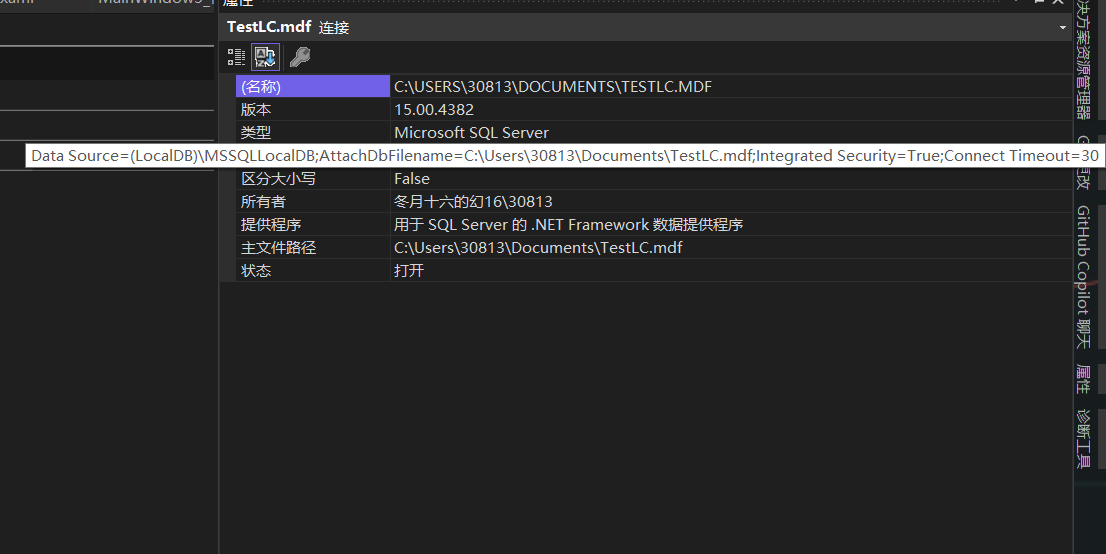 属性
TestLC.mdf 连接
(名称) C:\USERS\30813\DOCUMENTS\TESTLC.MDF
版本 15.00.4382
类型 Microsoft SQL Server
Data Source=(LocalDB)\MSSQLLocalDB;AttachDbFilename=C:\Users\30813\Documents\TestLC.mdf;Integrated Security=True;Connect Timeout=30
区分大小写 False
所有者 冬月十六的幻16\30813
提供程序 用于 SQL Server 的 .NET Framework 数据提供程序
主文件路径 C:\Users\30813\Documents\TestLC.mdf
状态 打开
决方案资源管理器
更改
GitHub Copilot 聊天
属性
诊断工具